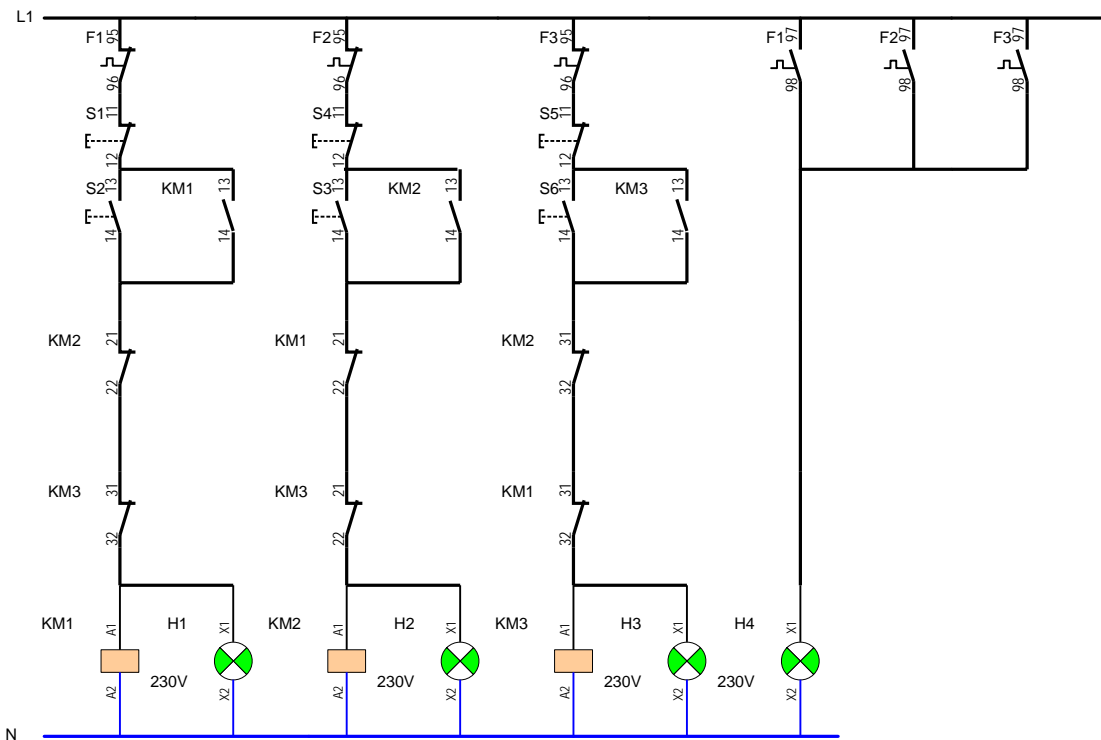 L1
F1 95
F2 95
F3 95
F1 97
F2 97
F3 97
96
96
96
98
98
98
S1 11
S4 11
S5 11
12
12
12
S2 13
KM1 13
S3 13
KM2 13
S6 13
KM3 13
14
14
14
14
14
14
KM2 21
KM1 21
KM2 31
22
22
32
KM3 31
KM3 21
KM1 31
32
22
32
KM1 A1
H1 X1
KM2 A1
H2 X1
KM3 A1
H3 X1
H4 X1
A2 230V X2
A2 230V X2
A2 230V X2
230V X2
N